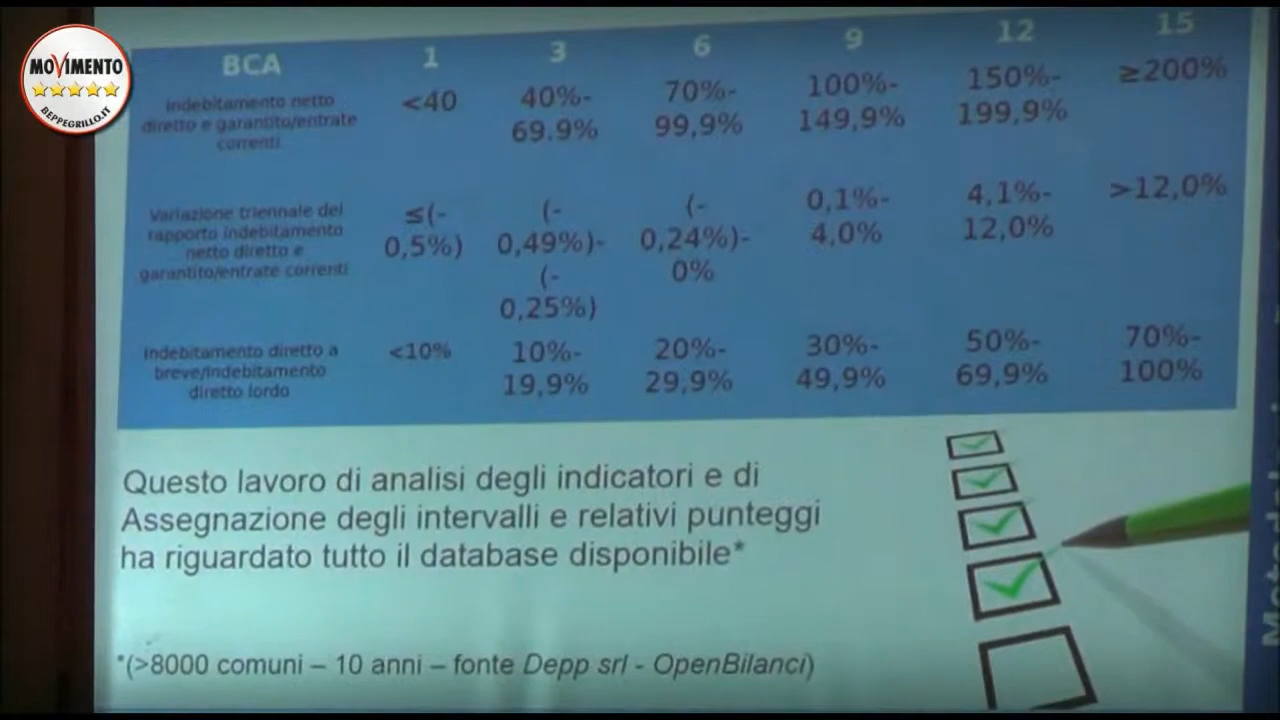 MOVIMENTO
BEPPEGRILLO.IT
BCA 1 3 6 9 12 15
Indebitamento netto
diretto e garantito/entrate
correnti
<40
40%-
69.9%
70%-
99,9%
100%-
149,9%
150%-
199,9%
≥200%
Variazione triennale del
rapporto indebitamento
netto diretto e
garantito/entrate correnti
≤(-
0,5%)
(-
0,49%)-
(-
0,25%)
(-
0,24%)-
0%
0,1%-
4,0%
4,1%-
12,0%
>12,0%
Indebitamento diretto a
breve/indebitamento
diretto lordo
<10%
10%-
19,9%
20%-
29,9%
30%-
49,9%
50%-
69,9%
70%-
100%
Questo lavoro di analisi degli indicatori e di
Assegnazione degli intervalli e relativi punteggi
ha riguardato tutto il database disponibile*
*(>8000 comuni – 10 anni – fonte Depp srl - OpenBilanci)